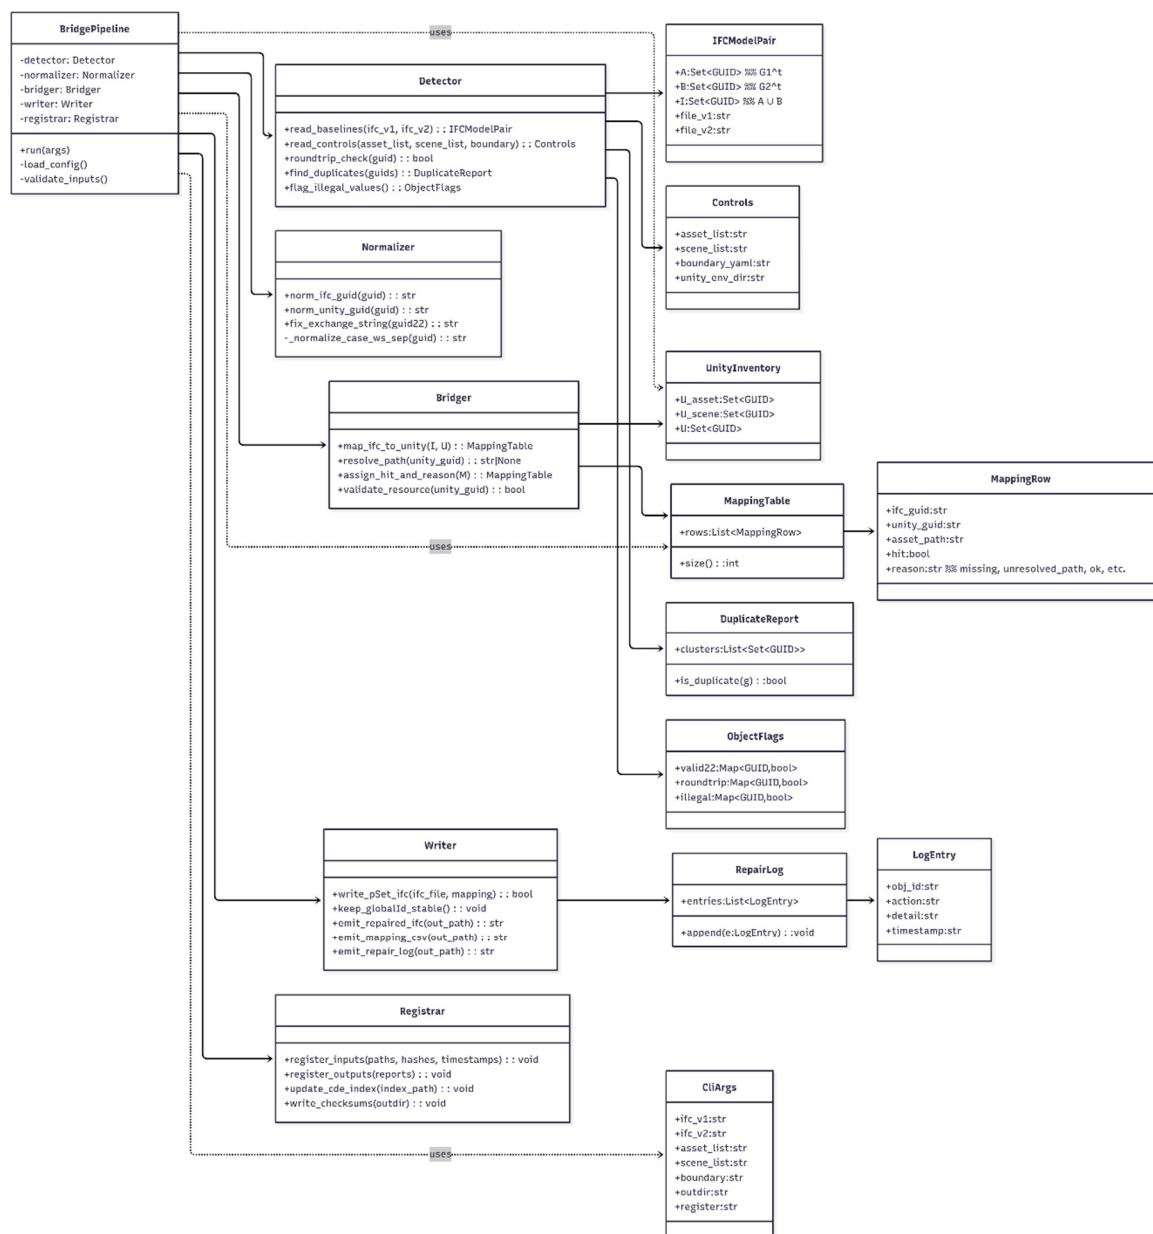 BridgePipeline
-detector: Detector
-normalizer: Normalizer
-bridger: Bridger
-writer: Writer
-registrar: Registrar
+run(args)
-load_config()
-validate_inputs()
uses
Detector
+read_baselines(ifc_v1, ifc_v2) : : IFCModelPair
+read_controls(asset_list, scene_list, boundary) : : Controls
+roundtrip_check(guid) : : bool
+find_duplicates(guids) : : DuplicateReport
+flag_illegal_values() : : ObjectFlags
IFCModelPair
+A:Set<GUID> %% G1^t
+B:Set<GUID> %% G2^t
+I:Set<GUID> %% A ∪ B
+file_v1:str
+file_v2:str
Controls
+asset_list:str
+scene_list:str
+boundary_yaml:str
+unity_env_dir:str
Normalizer
+norm_ifc_guid(guid) : : str
+norm_unity_guid(guid) : : str
+fix_exchange_string(guid22) : : str
-_normalize_case_ws_sep(guid) : : str
UnityInventory
+U_asset:Set<GUID>
+U_scene:Set<GUID>
+U:Set<GUID>
Bridger
+map_ifc_to_unity(I, U) : : MappingTable
+resolve_path(unity_guid) : : str|None
+assign_hit_and_reason(M) : : MappingTable
+validate_resource(unity_guid) : : bool
uses
MappingTable
+rows:List<MappingRow>
+size() : :int
MappingRow
+ifc_guid:str
+unity_guid:str
+asset_path:str
+hit:bool
+reason:str %% missing, unresolved_path, ok, etc.
DuplicateReport
+clusters:List<Set<GUID>>
+is_duplicate(g) : :bool
ObjectFlags
+valid22:Map<GUID,bool>
+roundtrip:Map<GUID,bool>
+illegal:Map<GUID,bool>
Writer
+write_pSet_ifc(ifc_file, mapping) : : bool
+keep_globalId_stable() : : void
+emit_repaired_ifc(out_path) : : str
+emit_mapping_csv(out_path) : : str
+emit_repair_log(out_path) : : str
RepairLog
+entries:List<LogEntry>
+append(e:LogEntry) : :void
LogEntry
+obj_id:str
+action:str
+detail:str
+timestamp:str
Registrar
+register_inputs(paths, hashes, timestamps) : : void
+register_outputs(reports) : : void
+update_cde_index(index_path) : : void
+write_checksums(outdir) : : void
uses
CliArgs
+ifc_v1:str
+ifc_v2:str
+asset_list:str
+scene_list:str
+boundary:str
+outdir:str
+register:str